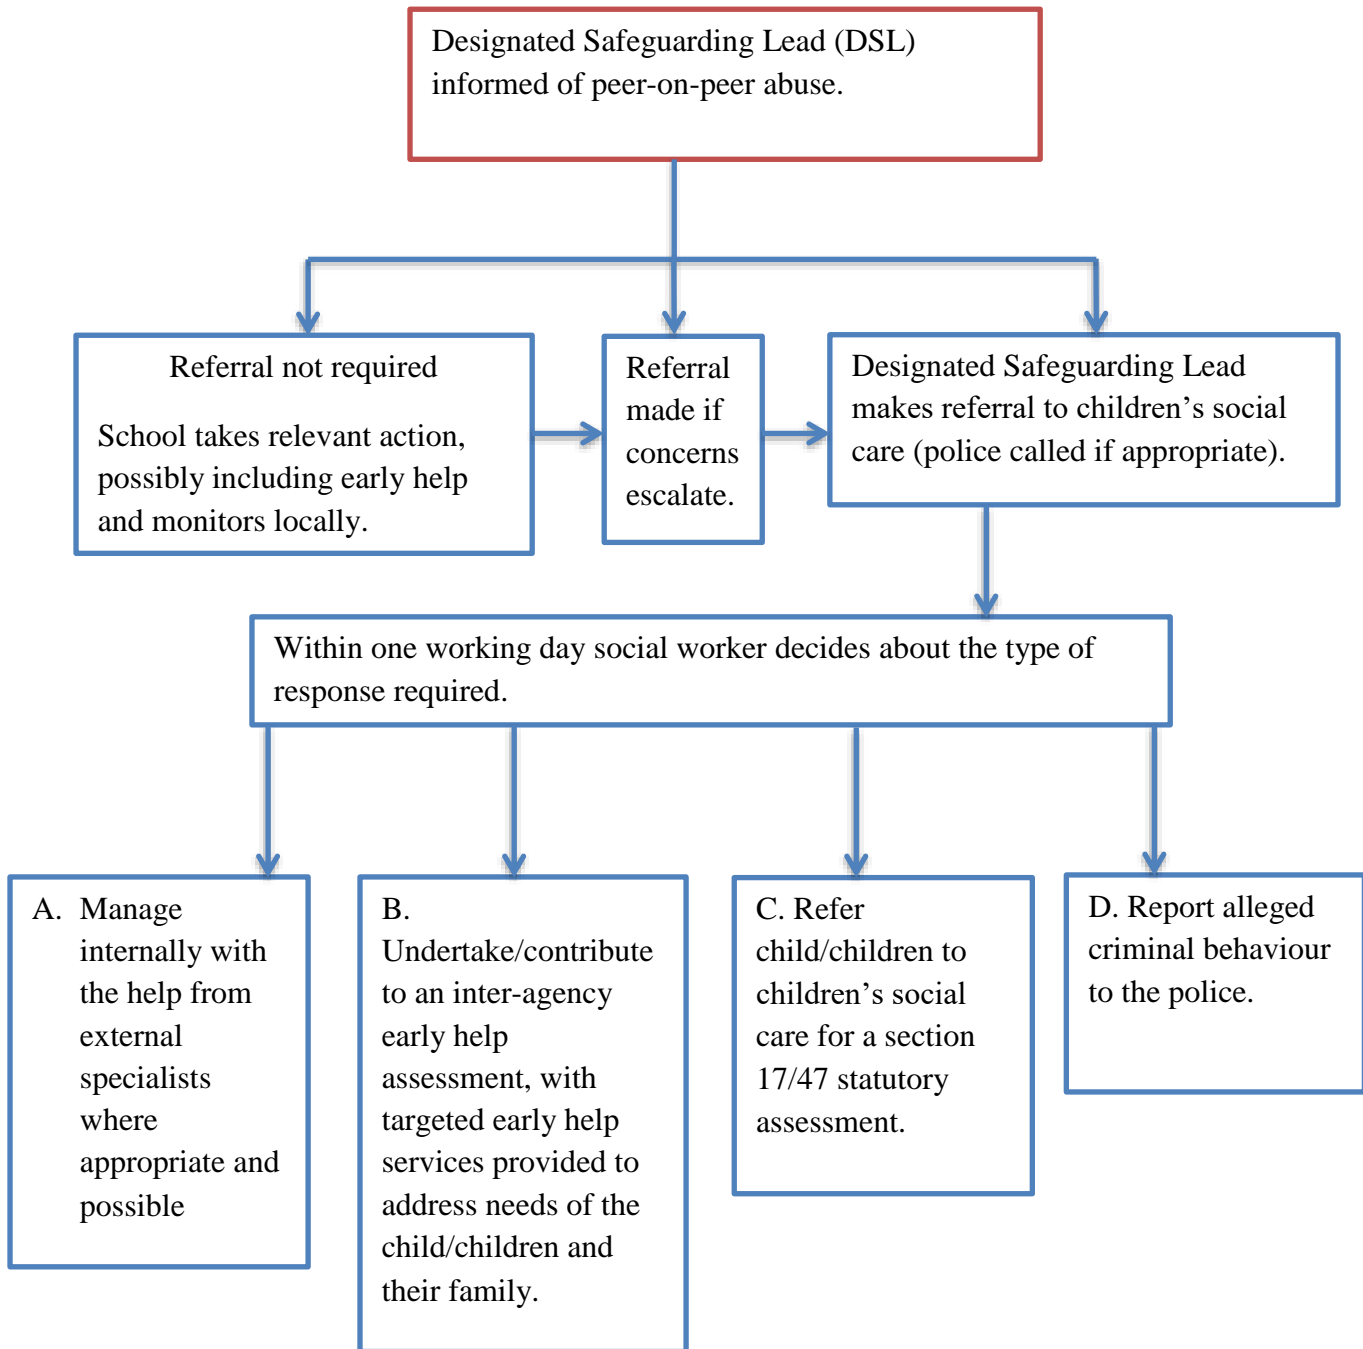 Designated Safeguarding Lead (DSL)
informed of peer-on-peer abuse.
Referral not required
School takes relevant action,
possibly including early help
and monitors locally.
Referral
made if
concerns
escalate.
Designated Safeguarding Lead
makes referral to children’s social
care (police called if appropriate).
Within one working day social worker decides about the type of
response required.
A. Manage
internally with
the help from
external
specialists
where
appropriate and
possible
B.
Undertake/contribute
to an inter-agency
early help
assessment, with
targeted early help
services provided to
address needs of the
child/children and
their family.
C. Refer
child/children to
children’s social
care for a section
17/47 statutory
assessment.
D. Report alleged
criminal behaviour
to the police.